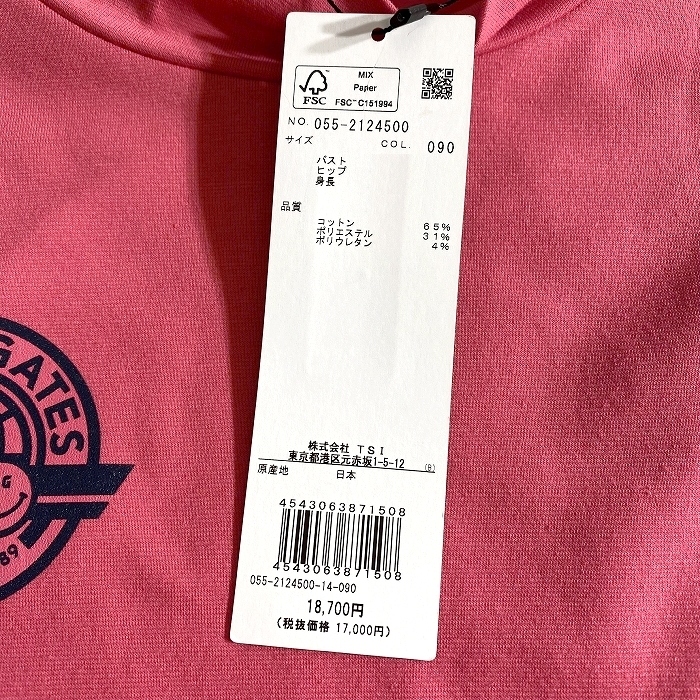 MIX
Paper
FSC
FSC™ C151994
NO. 055-2124500
サイズ COL. 090
バスト
ヒップ
身長
品質
コットン 65%
ポリエステル 31%
ポリウレタン 4%
株式会社 TSI
東京都港区元赤坂1-5-12 (B)
原産地 日本
4543063871508
4543063871508
055-2124500-14-090
18,700円
(税抜価格 17,000円)
GATES
G
89